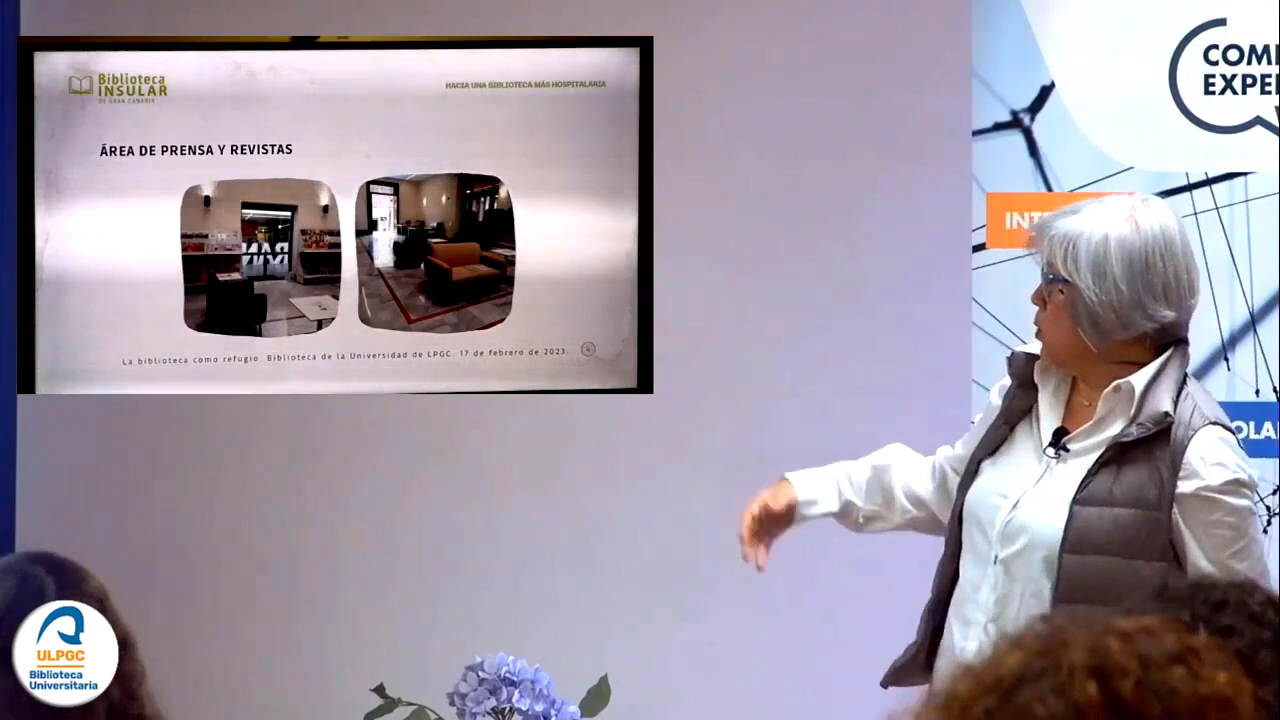 Biblioteca
INSULAR
DE GRAN CANARIA
HACIA UNA BIBLIOTECA MÁS HOSPITALARIA
ÁREA DE PRENSA Y REVISTAS
La biblioteca como refugio. Biblioteca de la Universidad de LPGC. 17 de febrero de 2023.
COM
EXPE
INT
OLA
ULPGC
Biblioteca
Universitaria